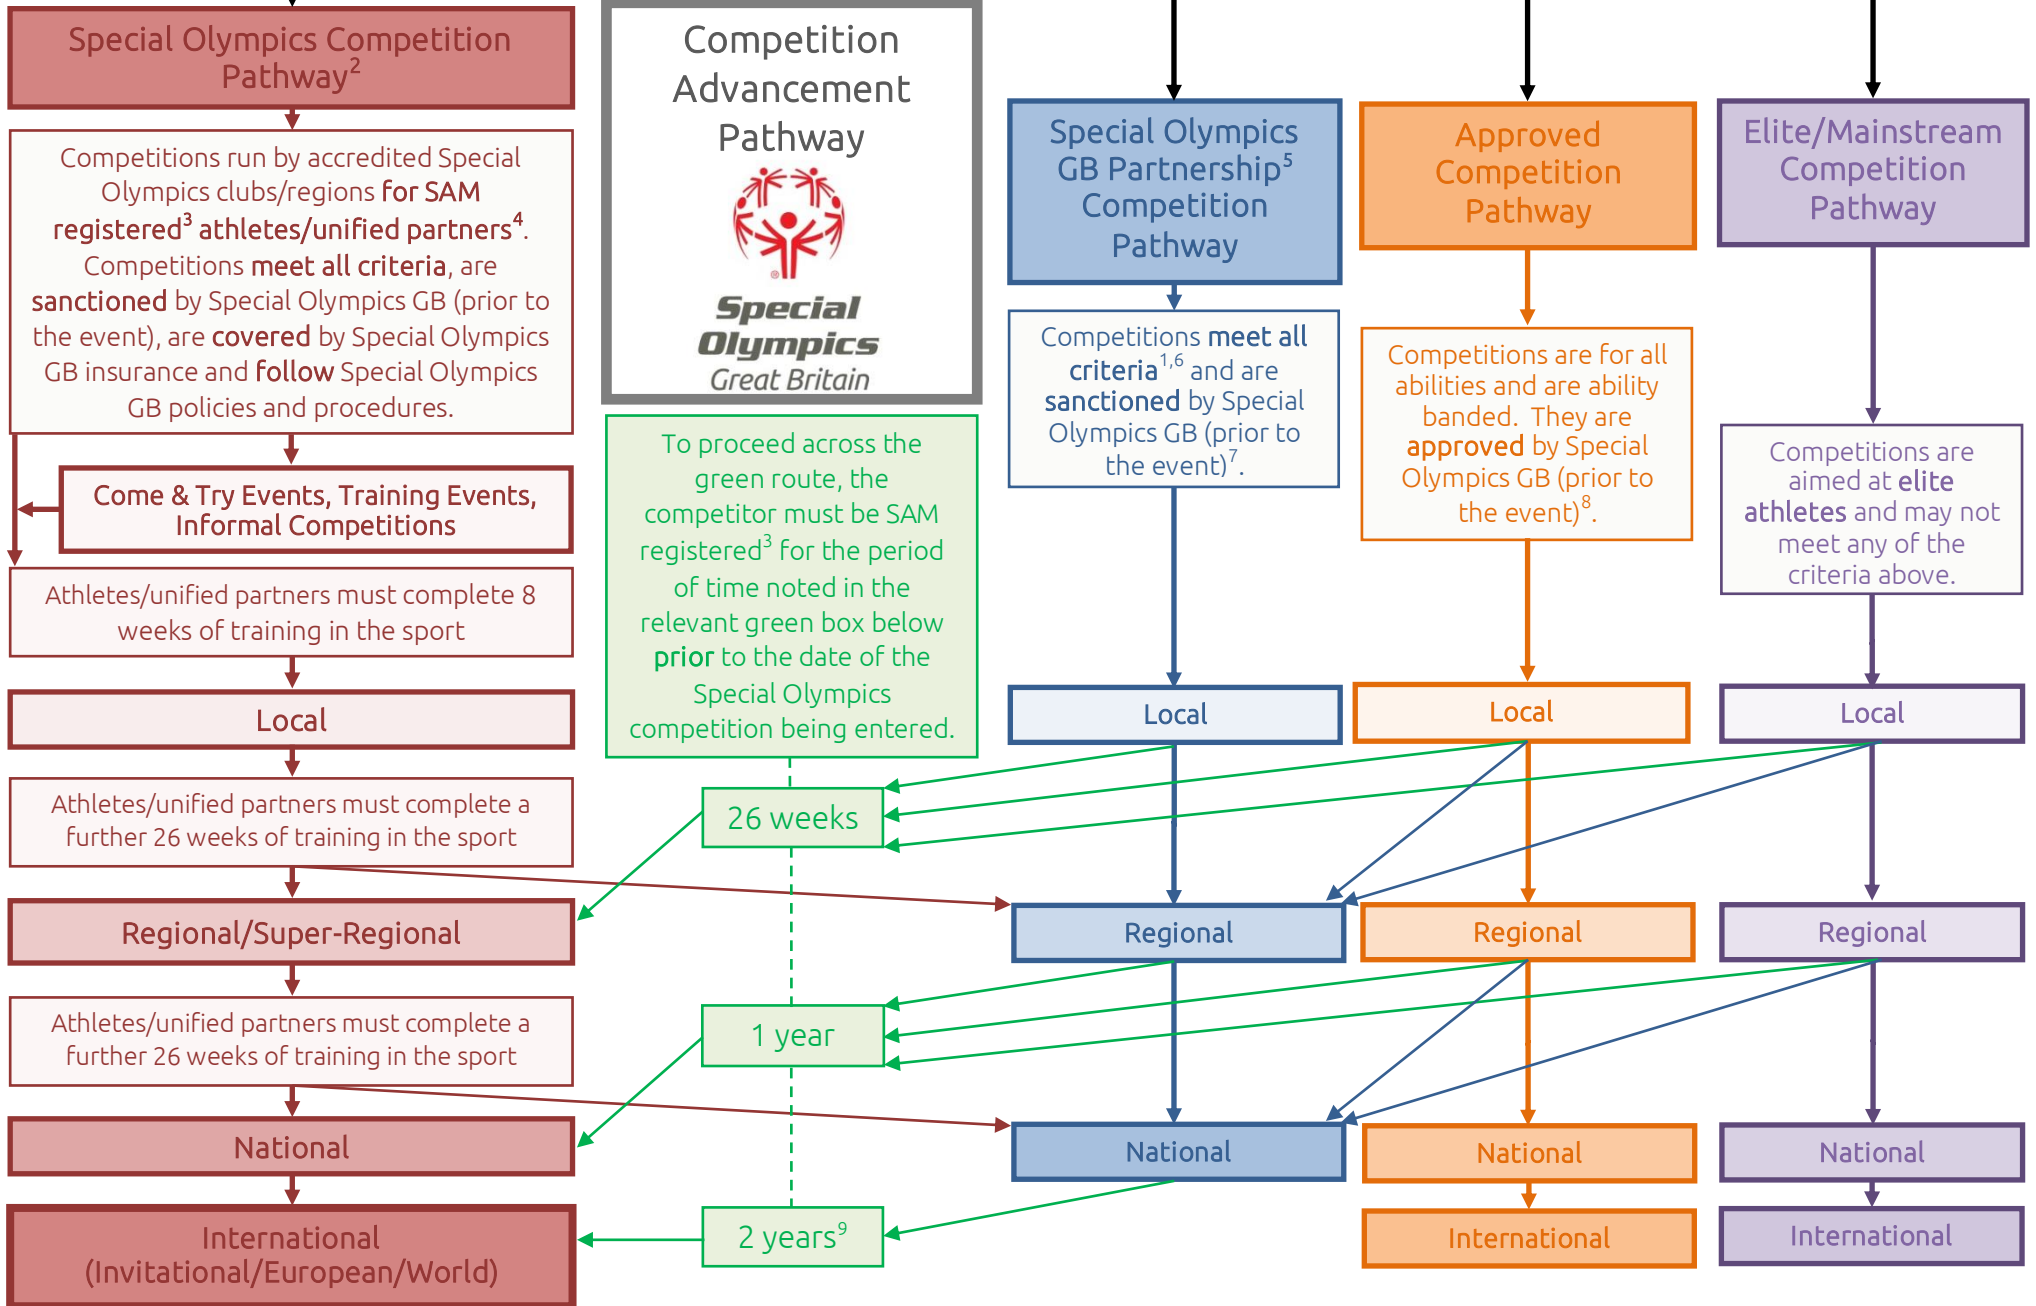 Special Olympics Competition
Pathway²
Competitions run by accredited Special
Olympics clubs/regions for SAM
registered³ athletes/unified partners⁴.
Competitions meet all criteria, are
sanctioned by Special Olympics GB (prior to
the event), are covered by Special Olympics
GB insurance and follow Special Olympics
GB policies and procedures.
Come & Try Events, Training Events,
Informal Competitions
Athletes/unified partners must complete 8
weeks of training in the sport
Local
Athletes/unified partners must complete a
further 26 weeks of training in the sport
Regional/Super-Regional
Athletes/unified partners must complete a
further 26 weeks of training in the sport
National
International
(Invitational/European/World)
Competition
Advancement
Pathway
®
Special
Olympics
Great Britain
To proceed across the
green route, the
competitor must be SAM
registered³ for the period
of time noted in the
relevant green box below
prior to the date of the
Special Olympics
competition being entered.
26 weeks
1 year
2 years⁹
Special Olympics
GB Partnership⁵
Competition
Pathway
Competitions meet all
criteria¹,⁶ and are
sanctioned by Special
Olympics GB (prior to
the event)⁷.
Local
Regional
National
Approved
Competition
Pathway
Competitions are for all
abilities and are ability
banded. They are
approved by Special
Olympics GB (prior to
the event)⁸.
Local
Regional
National
International
Elite/Mainstream
Competition
Pathway
Competitions are
aimed at elite
athletes and may not
meet any of the
criteria above.
Local
Regional
National
International